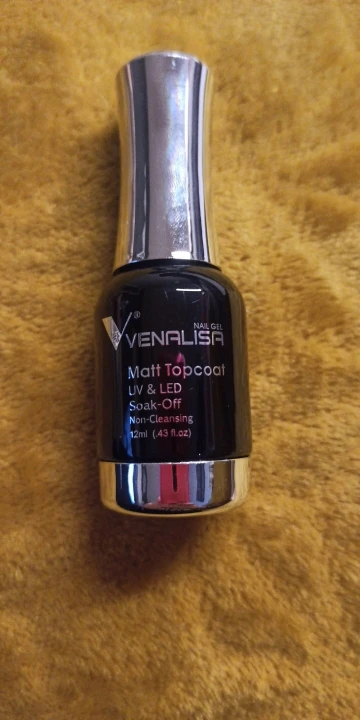 V®
NAIL GEL
VENALISA
Matt Topcoat
UV & LED
Soak-Off
Non-Cleansing
12ml (.43 fl.oz)